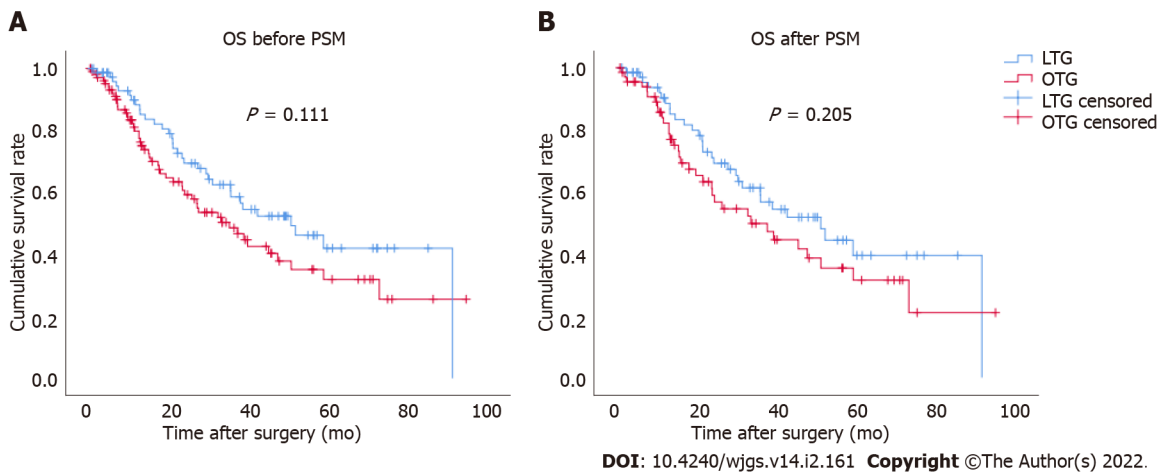 A
OS before PSM
1.0
0.8
0.6
0.4
0.2
0.0
Cumulative survival rate
P = 0.111
0 20 40 60 80 100
Time after surgery (mo)
B
OS after PSM
1.0
0.8
0.6
0.4
0.2
0.0
Cumulative survival rate
P = 0.205
0 20 40 60 80 100
Time after surgery (mo)
LTG
OTG
LTG censored
OTG censored
DOI: 10.4240/wjgs.v14.i2.161 Copyright ©The Author(s) 2022.